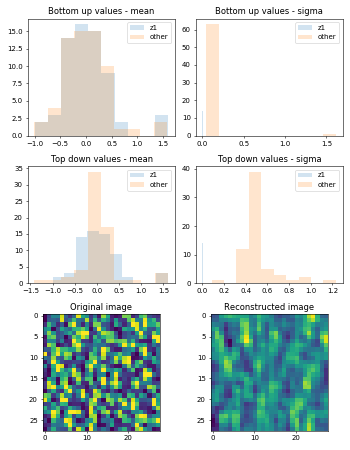 Bottom up values - mean
Bottom up values - sigma
z1
other
z1
other
17.5
15.0
12.5
10.0
7.5
5.0
2.5
0.0
60
50
40
30
20
10
0
-1.0 -0.5 0.0 0.5 1.0 1.5
0.0 0.5 1.0 1.5
Top down values - mean
Top down values - sigma
z1
other
z1
other
35
30
25
20
15
10
5
0
40
30
20
10
0
-1.5 -1.0 -0.5 0.0 0.5 1.0 1.5
0.0 0.2 0.4 0.6 0.8 1.0 1.2
Original image
Reconstructed image
0
5
10
15
20
25
0
5
10
15
20
25
0 10 20
0 10 20